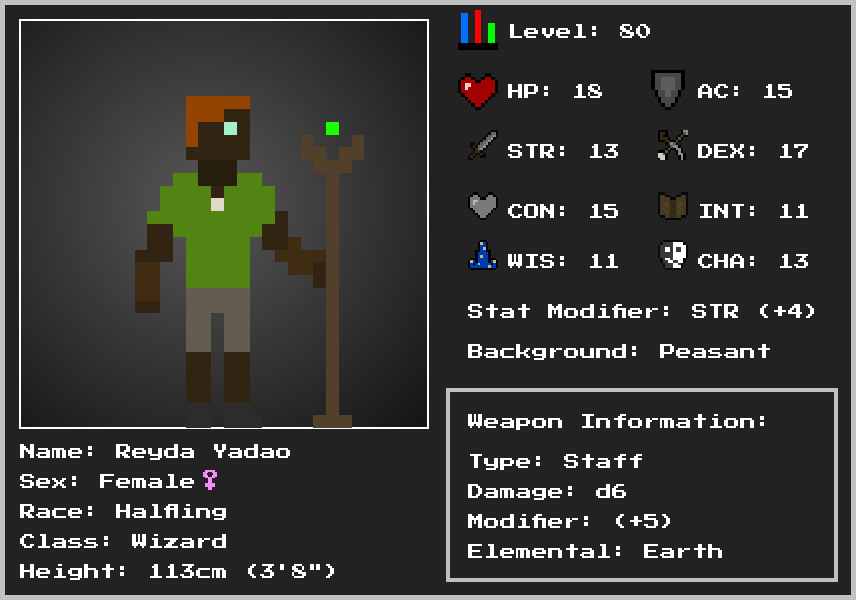 Level: 80
HP: 18
AC: 15
STR: 13
DEX: 17
CON: 15
INT: 11
WIS: 11
CHA: 13
Stat Modifier: STR (+4)
Background: Peasant
Weapon Information:
Type: Staff
Damage: d6
Modifier: (+5)
Elemental: Earth
Name: Reyda Yadao
Sex: Female♀
Race: Halfling
Class: Wizard
Height: 113cm (3'8")